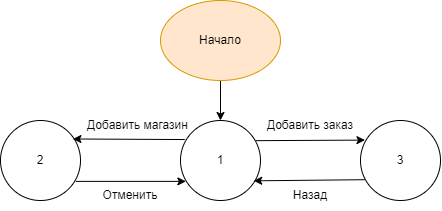 Начало
Добавить магазин
Добавить заказ
2
1
3
Отменить
Назад